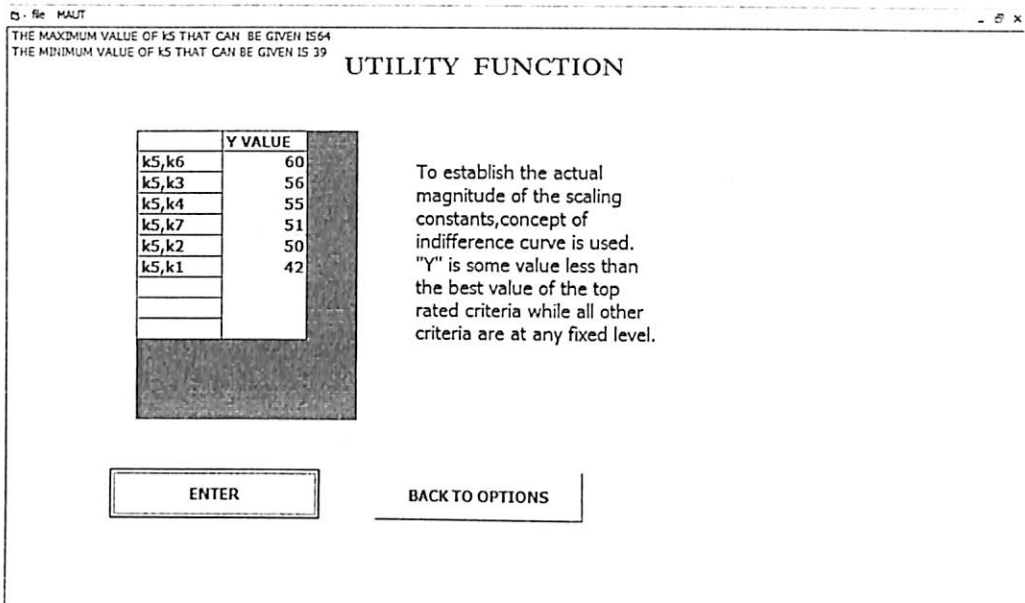 file MAUT
THE MAXIMUM VALUE OF k5 THAT CAN BE GIVEN IS64
THE MINIMUM VALUE OF k5 THAT CAN BE GIVEN IS 39
UTILITY FUNCTION
Y VALUE
k5,k6 60
k5,k3 56
k5,k4 55
k5,k7 51
k5,k2 50
k5,k1 42
To establish the actual
magnitude of the scaling
constants,concept of
indifference curve is used.
"Y" is some value less than
the best value of the top
rated criteria while all other
criteria are at any fixed level.
ENTER
BACK TO OPTIONS